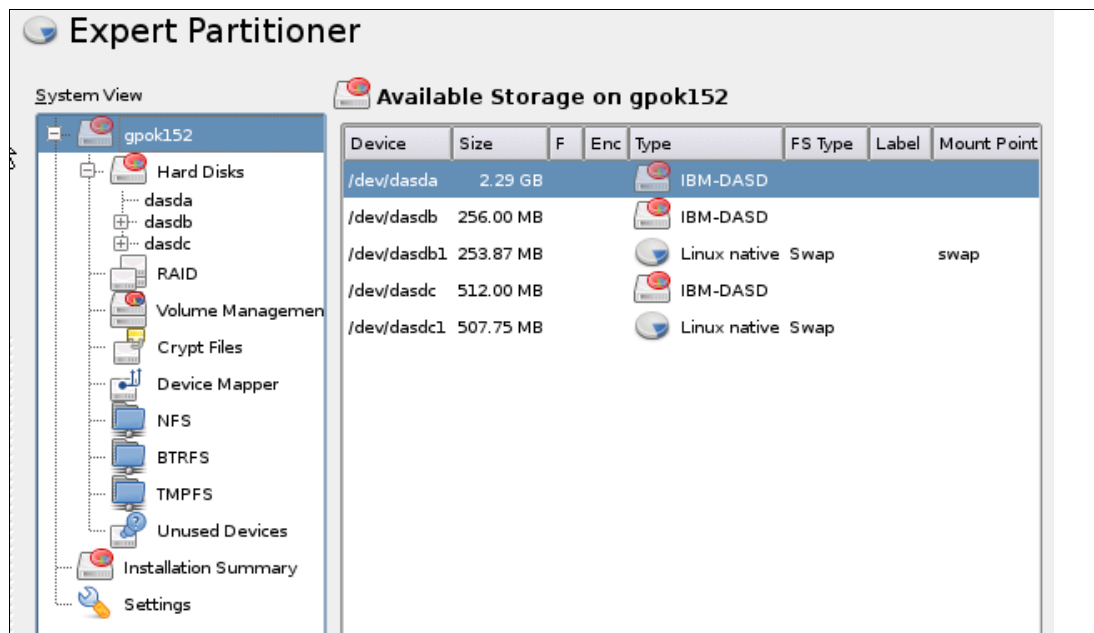 Expert Partitioner
System View
gpok152
Hard Disks
dasda
dasdb
dasdc
RAID
Volume Managemen
Crypt Files
Device Mapper
NFS
BTRFS
TMPFS
Unused Devices
Installation Summary
Settings
Available Storage on gpok152
Device Size F Enc Type FS Type Label Mount Point
/dev/dasda 2.29 GB IBM-DASD
/dev/dasdb 256.00 MB IBM-DASD
/dev/dasdb1 253.87 MB Linux native Swap swap
/dev/dasdc 512.00 MB IBM-DASD
/dev/dasdc1 507.75 MB Linux native Swap